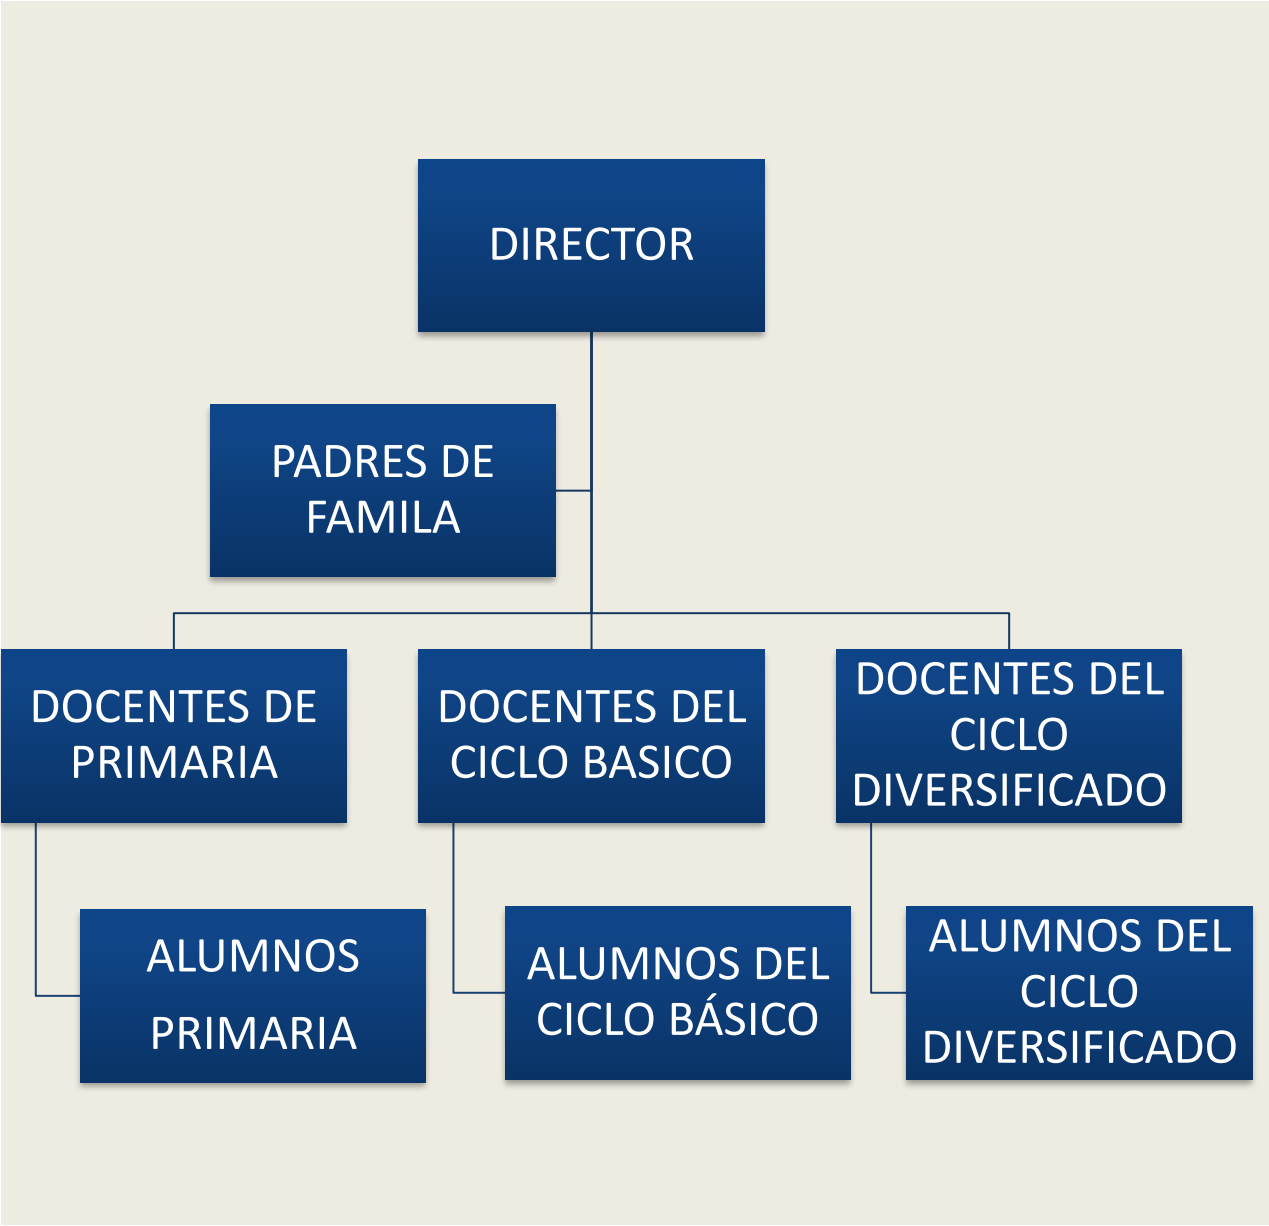 DIRECTOR
PADRES DE
FAMILA
DOCENTES DE
PRIMARIA
DOCENTES DEL
CICLO BASICO
DOCENTES DEL
CICLO
DIVERSIFICADO
ALUMNOS
PRIMARIA
ALUMNOS DEL
CICLO BÁSICO
ALUMNOS DEL
CICLO
DIVERSIFICADO